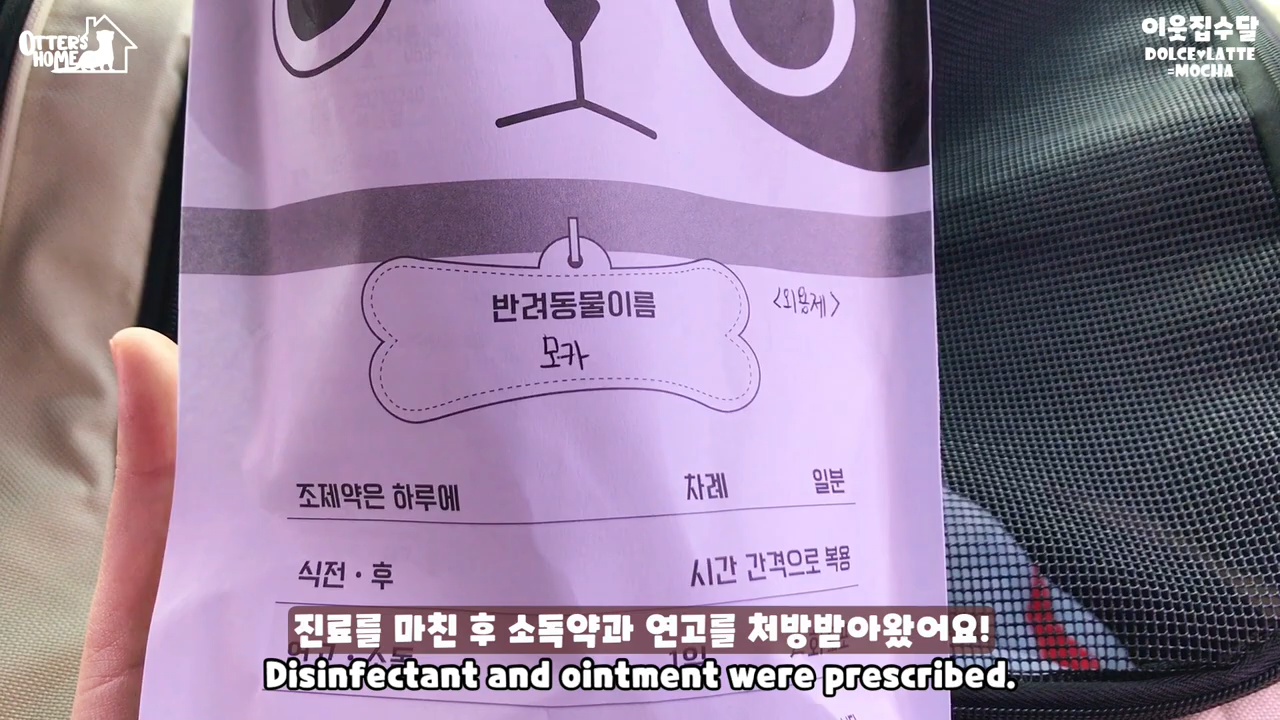 OTTER'S HOME
이웃집수달
DOLCE♥LATTE
=MOCHA
반려동물이름
<외용제>
모카
조제약은 하루에 차례 일분
식전 · 후 시간 간격으로 복용
진료를 마친 후 소독약과 연고를 처방받아왔어요!
Disinfectant and ointment were prescribed.